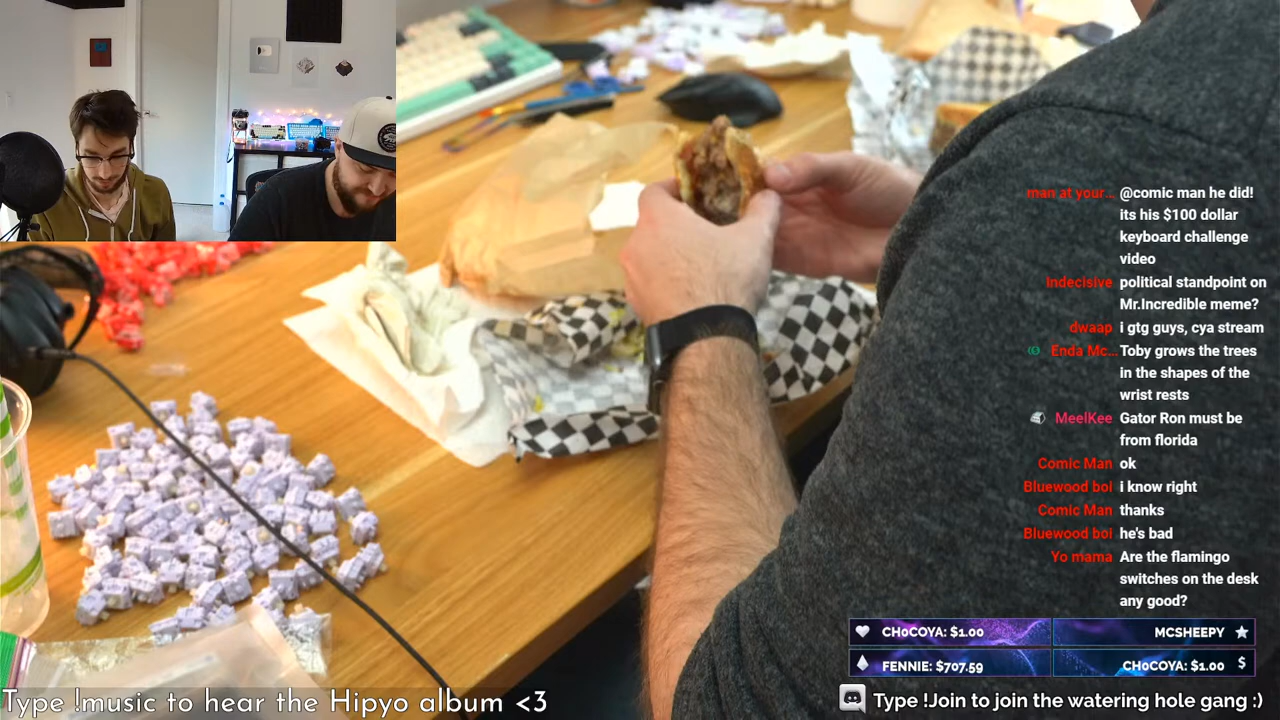 man at your... @comic man he did!
its his $100 dollar
keyboard challenge
video
Indecisive political standpoint on
Mr.Incredible meme?
dwaap i gtg guys, cya stream
Enda Mc... Toby grows the trees
in the shapes of the
wrist rests
MeelKee Gator Ron must be
from florida
Comic Man ok
Bluewood boi i know right
Comic Man thanks
Bluewood boi he's bad
Yo mama Are the flamingo
switches on the desk
any good?
CH0COYA: $1.00 MCSHEEPY
FENNIE: $707.59 CH0COYA: $1.00 $
Type !music to hear the Hipyo album <3
Type !Join to join the watering hole gang :)